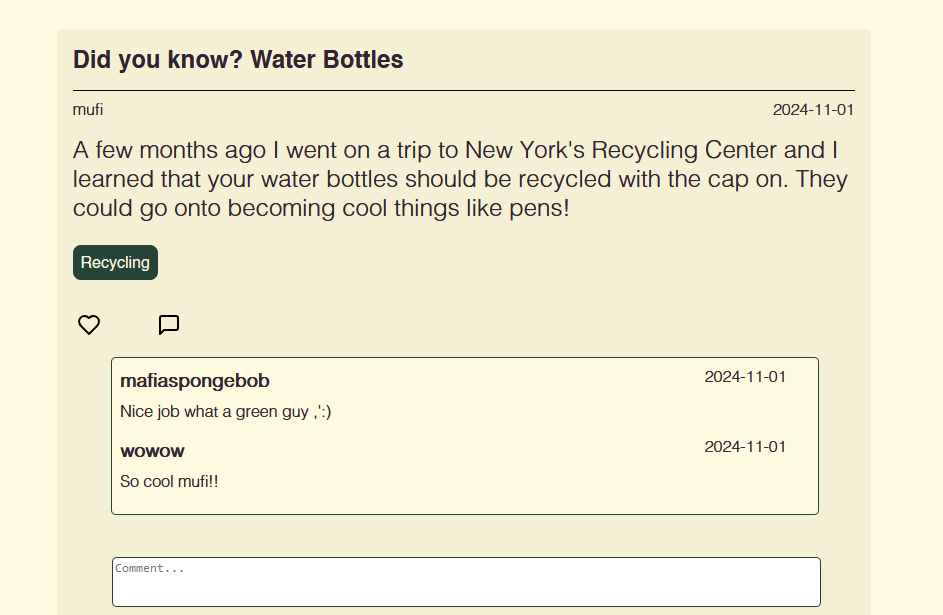 Did you know? Water Bottles
mufi 2024-11-01
A few months ago I went on a trip to New York's Recycling Center and I
learned that your water bottles should be recycled with the cap on. They
could go onto becoming cool things like pens!
Recycling
mafiaspongebob 2024-11-01
Nice job what a green guy ,':)
wowow 2024-11-01
So cool mufi!!
Comment...